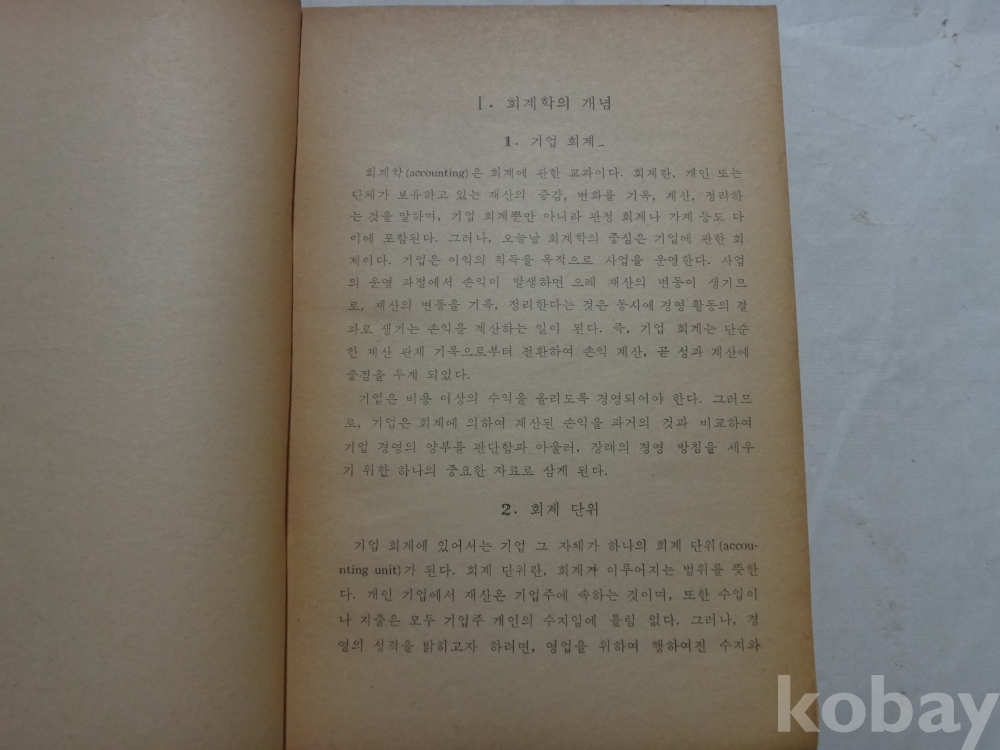 Ⅰ. 회계학의 개념
1. 기업 회계
회계학(accounting)은 회계에 관한 교과이다. 회계란, 개인 또는
단체가 보유하고 있는 재산의 증감, 변화를 기록, 계산, 정리하
는 것을 말하며, 기업 회계뿐만 아니라 관청 회계나 가계 등도 다
이에 포함된다. 그러나, 오늘날 회계학의 중심은 기업에 관한 회
계이다. 기업은 이익의 획득을 목적으로 사업을 운영한다. 사업
의 운영 과정에서 손익이 발생하면 으레 재산의 변동이 생기므
로, 재산의 변동을 기록, 정리한다는 것은 동시에 경영 활동의 결
과로 생기는 손익을 계산하는 일이 된다. 즉, 기업 회계는 단순
한 재산 관계 기록으로부터 전환하여 손익 계산, 곧 성과 계산에
중점을 두게 되었다.
기업은 비용 이상의 수익을 올리도록 경영되어야 한다. 그러므
로, 기업은 회계에 의하여 계산된 손익을 과거의 것과 비교하여
기업 경영의 양부를 판단함과 아울러, 장래의 경영 방침을 세우
기 위한 하나의 중요한 자료로 삼게 된다.
2. 회계 단위
기업 회계에 있어서는 기업 그 자체가 하나의 회계 단위(accou-
nting unit)가 된다. 회계 단위란, 회계가 이루어지는 범위를 뜻한
다. 개인 기업에서 재산은 기업주에 속하는 것이며, 또한 수입이
나 지출은 모두 기업주 개인의 수지임에 틀림 없다. 그러나, 경
영의 성격을 밝히고자 하려면, 영업을 위하여 행하여진 수지와
kobay